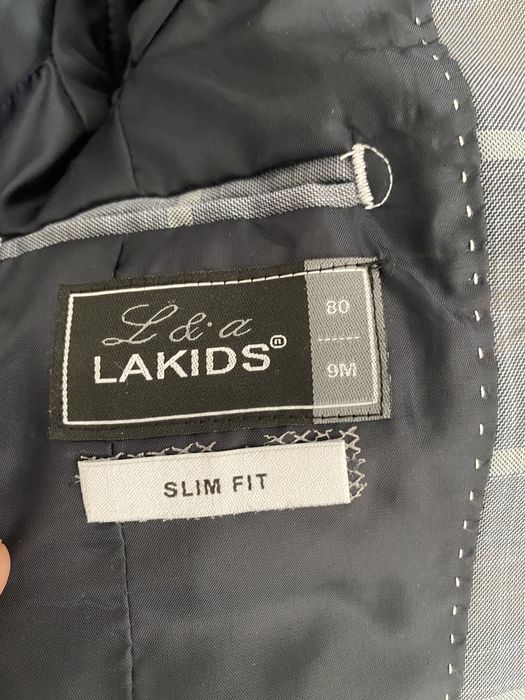 L & a
LAKIDS®
80
------
9M
SLIM FIT